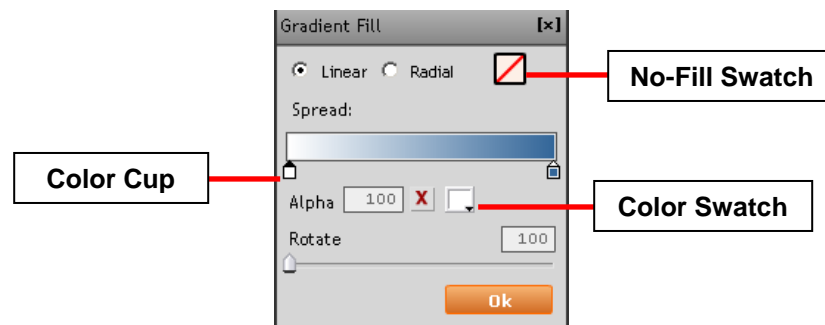 Gradient Fill [×]
Linear Radial
No-Fill Swatch
Spread:
Color Cup
Alpha 100 X
Color Swatch
Rotate 100
Ok